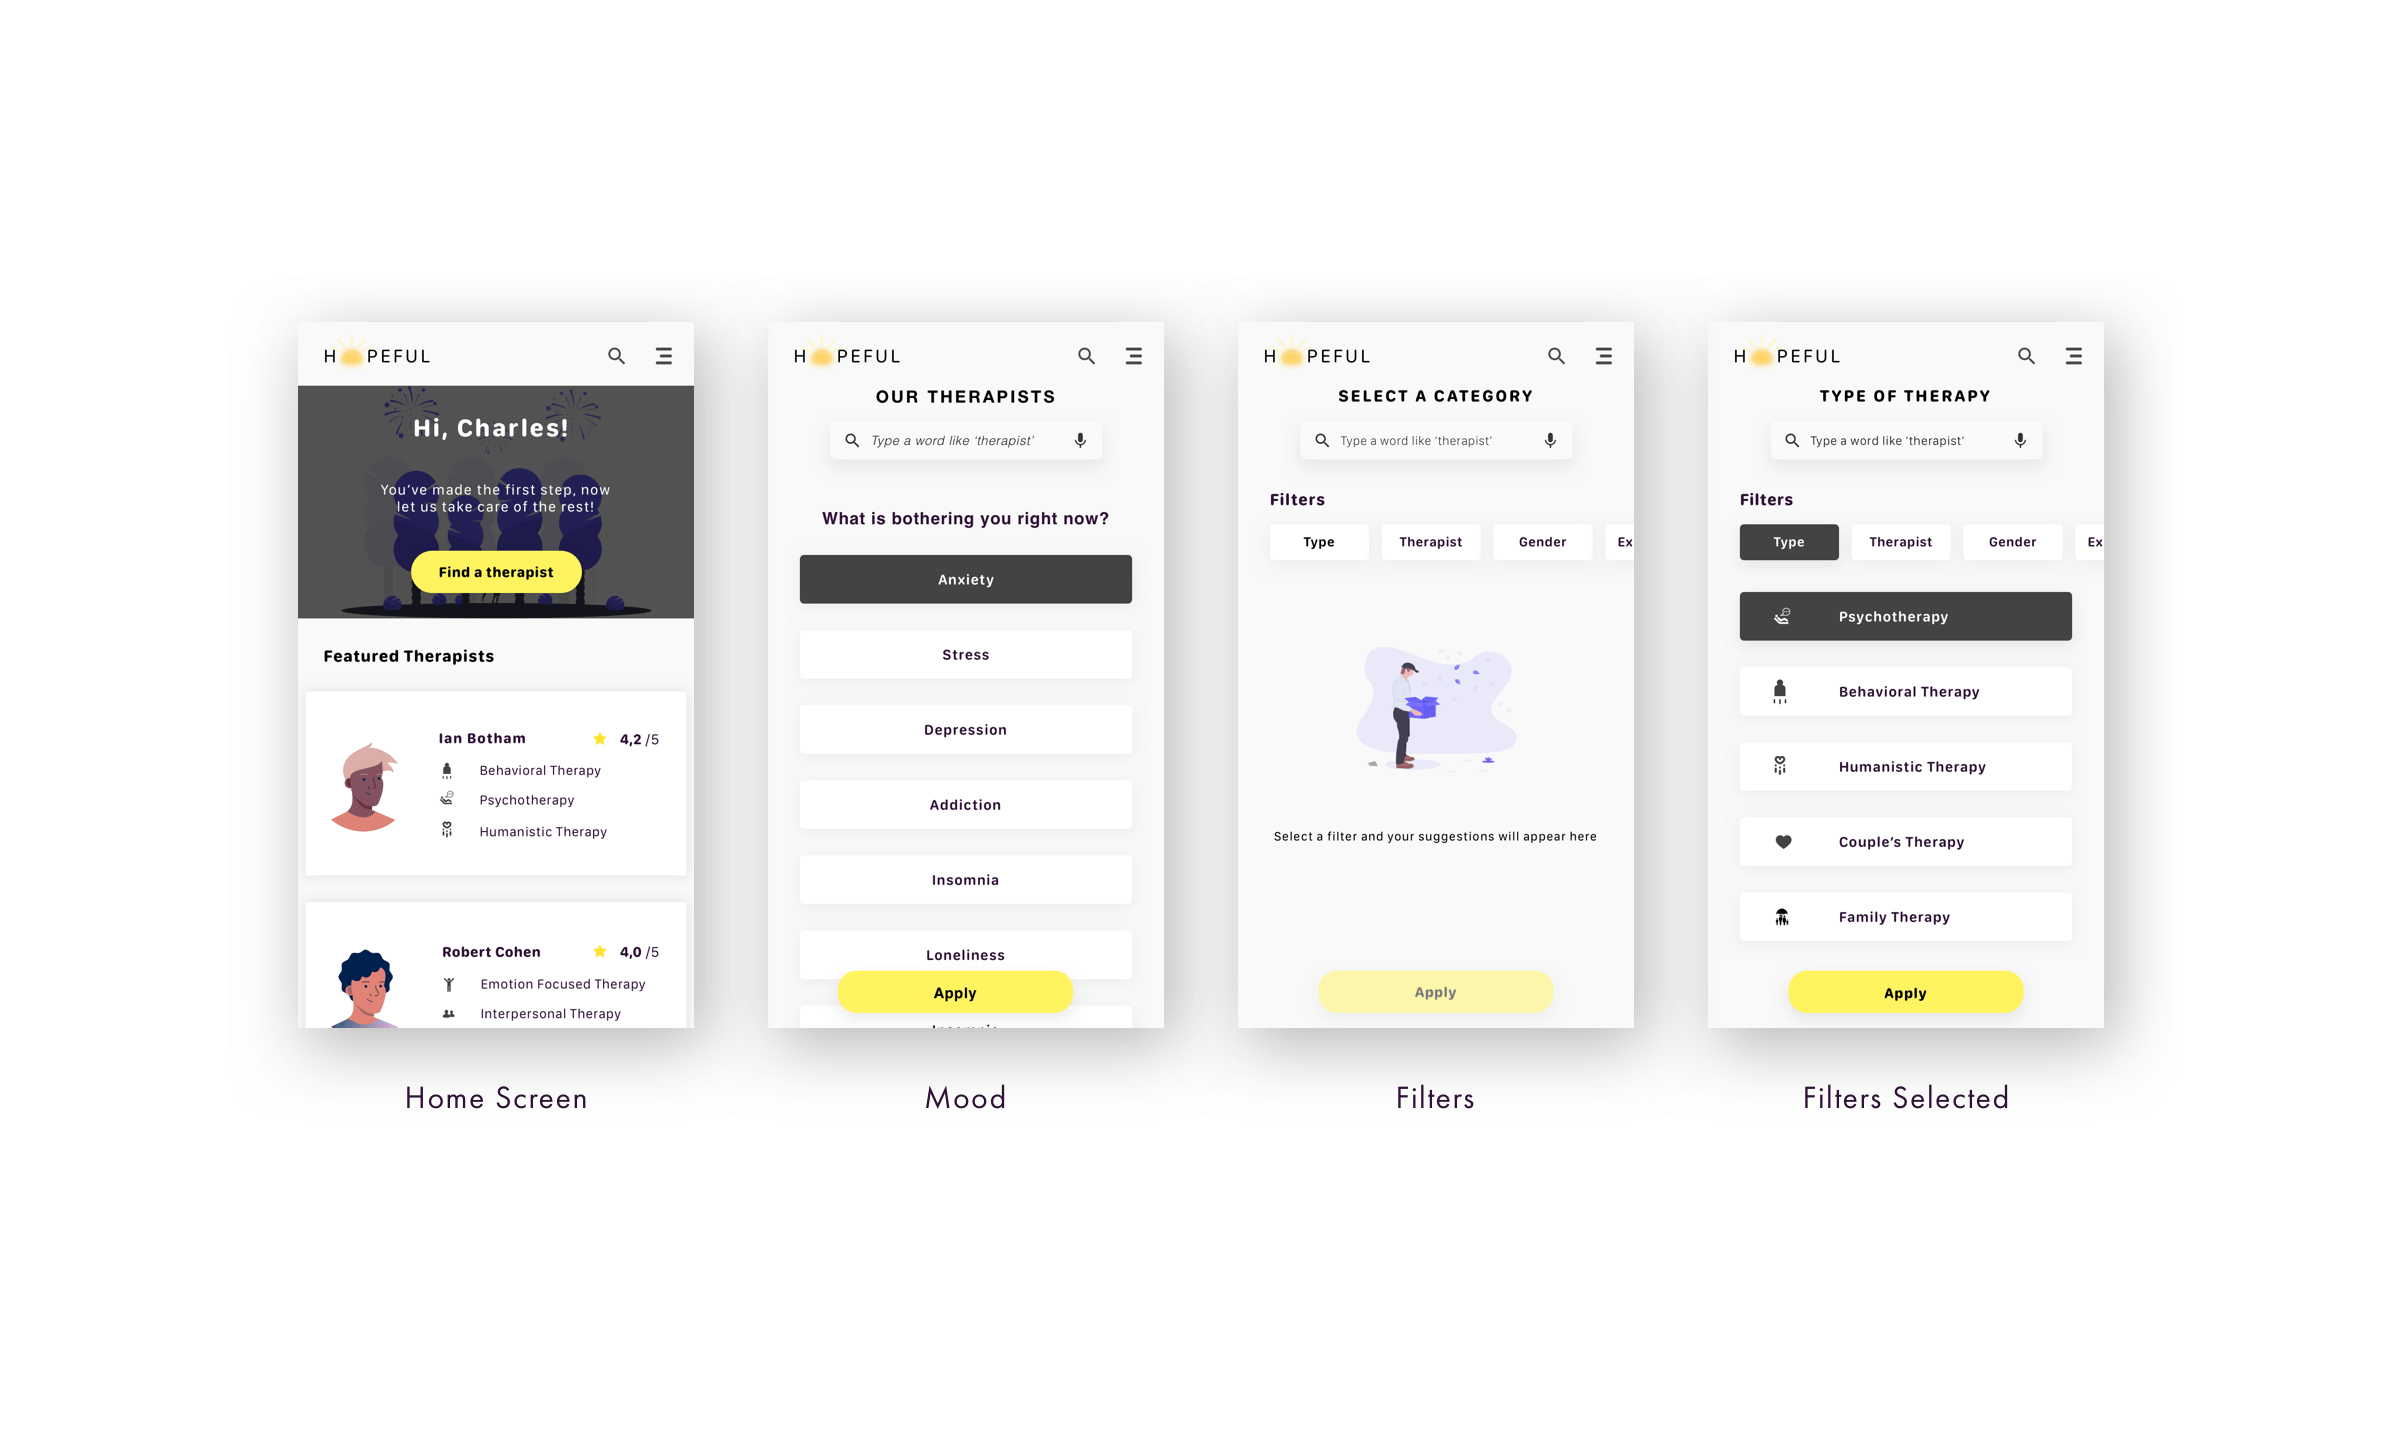 H PEFUL
Hi, Charles!
You've made the first step, now
let us take care of the rest!
Find a therapist
Featured Therapists
Ian Botham 4,2 /5
Behavioral Therapy
Psychotherapy
Humanistic Therapy
Robert Cohen 4,0 /5
Emotion Focused Therapy
Interpersonal Therapy
Home Screen
H PEFUL
OUR THERAPISTS
Type a word like ‘therapist’
What is bothering you right now?
Anxiety
Stress
Depression
Addiction
Insomnia
Loneliness
Apply
Mood
H PEFUL
SELECT A CATEGORY
Type a word like ‘therapist’
Filters
Type Therapist Gender Ex
Select a filter and your suggestions will appear here
Apply
Filters
H PEFUL
TYPE OF THERAPY
Type a word like ‘therapist’
Filters
Type Therapist Gender Ex
Psychotherapy
Behavioral Therapy
Humanistic Therapy
Couple’s Therapy
Family Therapy
Apply
Filters Selected